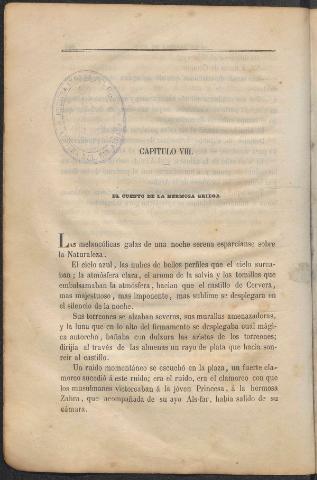 CAPITULO VIII.
EL CUENTO DE LA HERMOSA GRIEGA.
Las melancólicas galas de una noche serena esparcianse sobre
la Naturaleza.
El cielo azul, las nubes de bellos perfiles que el cielo surca-
ban; la atmósfera clara, el aroma de la salvia y los tomillos que
embalsamaban la atmósfera, hacian que el castillo de Cervera,
mas majestuoso, mas imponente, mas sublime se desplegara en
el silencio de la noche.
Sus torreones se alzaban severos, sus murallas amenazadoras,
y la luna que en lo alto del firmamento se desplegaba cual mági-
ca antorcha, bañaba con dulzura las aristas de los torreones;
dirijia al través de las almenas un rayo de plata que hacia son-
reir al castillo.
Un ruido momentáneo se escuchó en la plaza, un fuerte cla-
moreo sucedió á este ruido; era el ruido, era el clamoreo con que
los musulmanes victoreaban á la jóven Princesa, á la hermosa
Zahra, que acompañada de su ayo Als-far, habia salido de su
cámara.